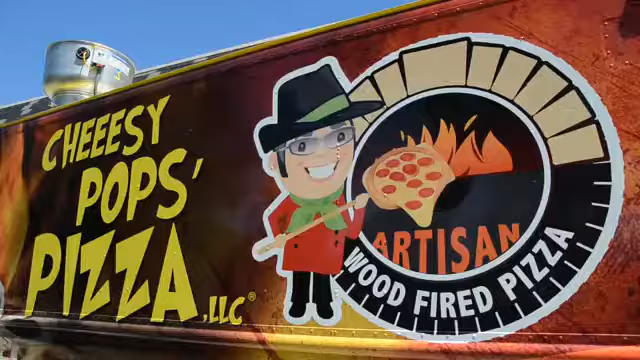 CHEEESY
POPS'
PIZZA, LLC®
ARTISAN
WOOD FIRED PIZZA